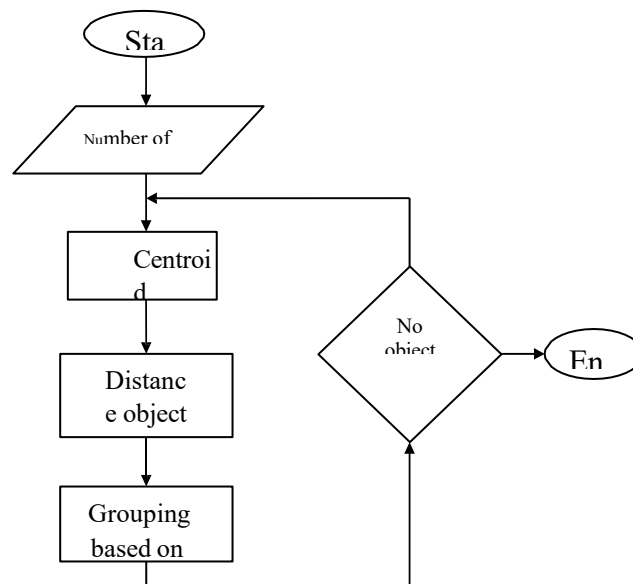 Sta
Number of
Centroi
d
Distanc
e object
Grouping
based on
No
object
En